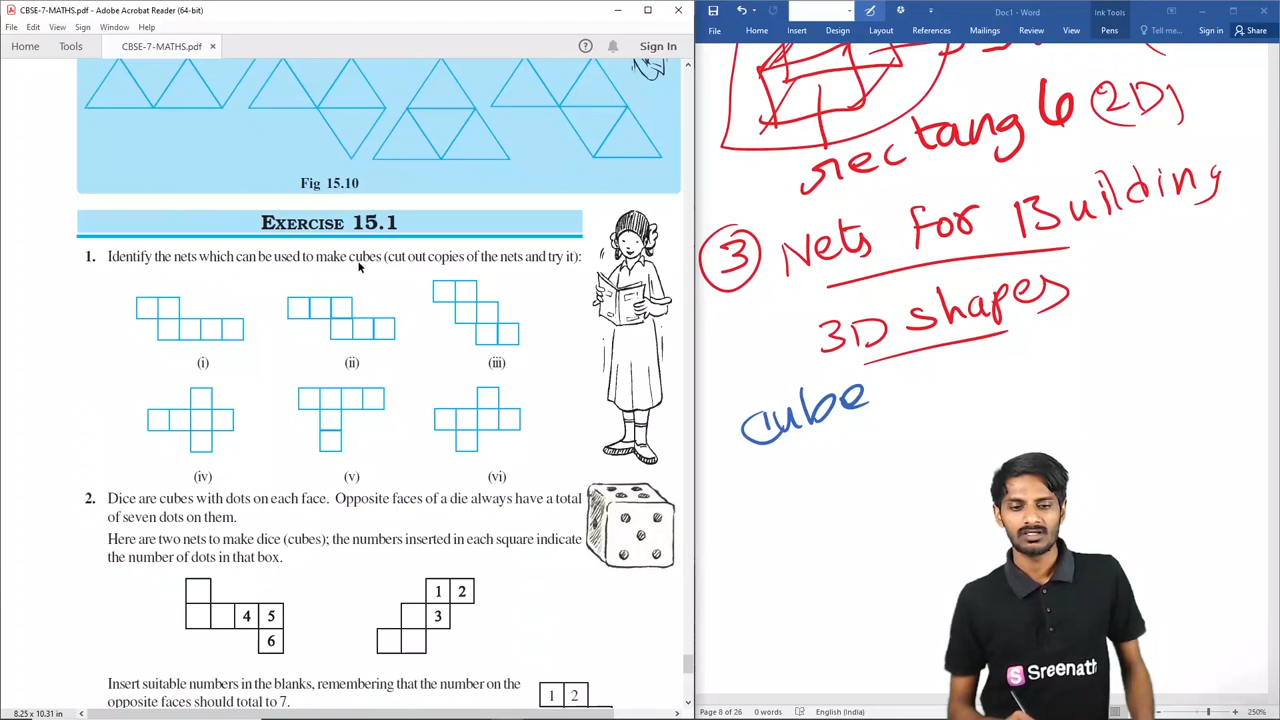 CBSE-7-MATHS.pdf - Adobe Acrobat Reader (64-bit)
File Edit View Sign Window Help
Home Tools CBSE-7-MATHS.pdf × Sign In
Fig 15.10
EXERCISE 15.1
1. Identify the nets which can be used to make cubes (cut out copies of the nets and try it):
(i) (ii) (iii)
(iv) (v) (vi)
2. Dice are cubes with dots on each face. Opposite faces of a die always have a total
of seven dots on them.
Here are two nets to make dice (cubes); the numbers inserted in each square indicate
the number of dots in that box.
1 2
4 5 3
6
Insert suitable numbers in the blanks, remembering that the number on the
opposite faces should total to 7.
1 2
8.25 x 10.31 in
Doc1 - Word Ink Tools
File Home Insert Design Layout References Mailings Review View Pens Tell me... Sign in Share
rectang 6 (2D)
3 Nets for Building
3D shapes
cube
S Sreenath
Page 8 of 26 0 words English (India) 250%